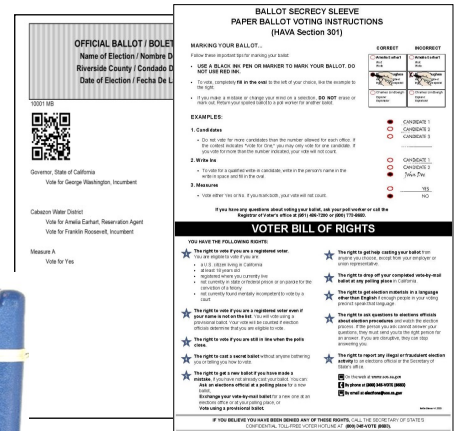 OFFICIAL BALLOT / BOLET
Name of Election / Nombre D
Riverside County / Condado D
Date of Election / Fecha De L
10001 MB
Governor, State of California
Vote for George Washington, Incumbent
Cabazon Water District
Vote for Amelia Earhart, Reservation Agent
Vote for Franklin Roosevelt, Incumbent
Measure A
Vote for Yes
BALLOT SECRECY SLEEVE
PAPER BALLOT VOTING INSTRUCTIONS
(HAVA Section 301)
MARKING YOUR BALLOT...
Follow these important tips for marking your ballot:
• USE A BLACK INK PEN OR MARKER TO MARK YOUR BALLOT. DO
NOT USE RED INK.
• To vote, completely fill in the oval to the left of your choice, like the example to
the right.
• If you make a mistake or change your mind on a selection, DO NOT erase or
mark out. Return your spoiled ballot to a poll worker for another ballot.
CORRECT
INCORRECT
EXAMPLES:
1. Candidates
• Do not vote for more candidates than the number allowed for each office. If
the contest indicates "Vote for One," you may only vote for one candidate. If
you vote for more than the number indicated, your vote will not count.
CANDIDATE 1
CANDIDATE 2
CANDIDATE 3
2. Write Ins
• To vote for a qualified write in candidate, write in the person's name in the
write in space and fill in the oval.
CANDIDATE 1
CANDIDATE 2
3. Measures
• Vote either Yes or No. If you mark both, your vote will not count.
YES
NO
If you have any questions about voting your ballot, ask your poll worker or call the
Registrar of Voter's office at (951) 486-7200 or (800) 773-8683.
VOTER BILL OF RIGHTS
YOU HAVE THE FOLLOWING RIGHTS:
The right to vote if you are a registered voter.
You are eligible to vote if you are:
• a U.S. citizen living in California
• at least 18 years old
• registered where you currently live
• not currently in state or federal prison or on parole for the
conviction of a felony
• not currently found mentally incompetent to vote by a
court
The right to vote if you are a registered voter even if
your name is not on the list. You will vote using a
provisional ballot. Your vote will be counted if election
officials determine that you are eligible to vote.
The right to vote if you are still in line when the polls
close.
The right to cast a secret ballot without anyone bothering
you or telling you how to vote.
The right to get a new ballot if you have made a
mistake, if you have not already cast your ballot. You can:
Ask an elections official at a polling place for a new
ballot,
Exchange your vote-by-mail ballot for a new one at an
elections office or at your polling place, or
Vote using a provisional ballot.
The right to get help casting your ballot from
anyone you choose, except from your employer or
union representative.
The right to drop off your completed vote-by-mail
ballot at any polling place in California.
The right to get election materials in a language
other than English if enough people in your voting
precinct speak that language.
The right to ask questions to elections officials
about election procedures and watch the election
process. If the person you ask cannot answer your
questions, they must send you to the right person for
an answer. If you are disruptive, they can stop
answering you.
The right to report any illegal or fraudulent election
activity to an elections official or the Secretary of
State's office.
On the web at www.sos.ca.gov
By phone at (800) 345-VOTE (8683)
By email at elections@sos.ca.gov
IF YOU BELIEVE YOU HAVE BEEN DENIED ANY OF THESE RIGHTS, CALL THE SECRETARY OF STATE'S
CONFIDENTIAL TOLL-FREE VOTER HOTLINE AT (800) 345-VOTE (8683).